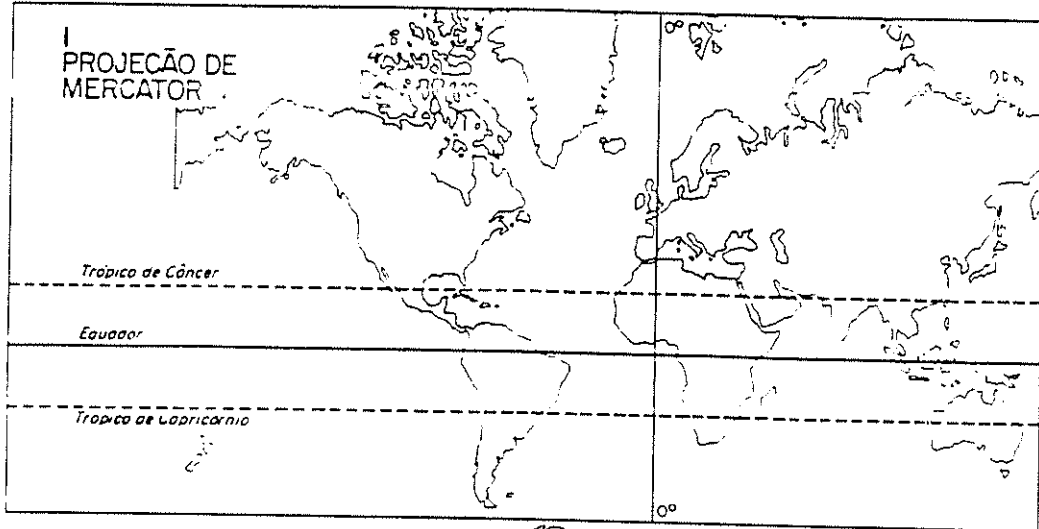 I
PROJEÇÃO DE
MERCATOR
0°
Trópico de Câncer
Equador
Trópico de Capricórnio
0°